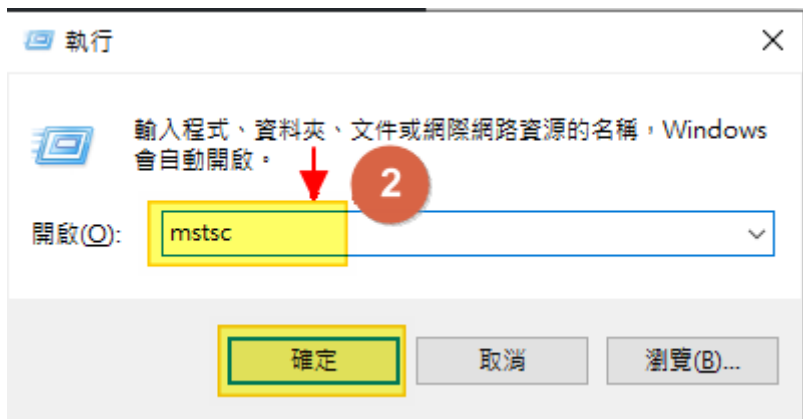 執行
輸入程式、資料夾、文件或網際網路資源的名稱，Windows
會自動開啟。
2
開啟(O): mstsc
確定 取消 瀏覽(B)...